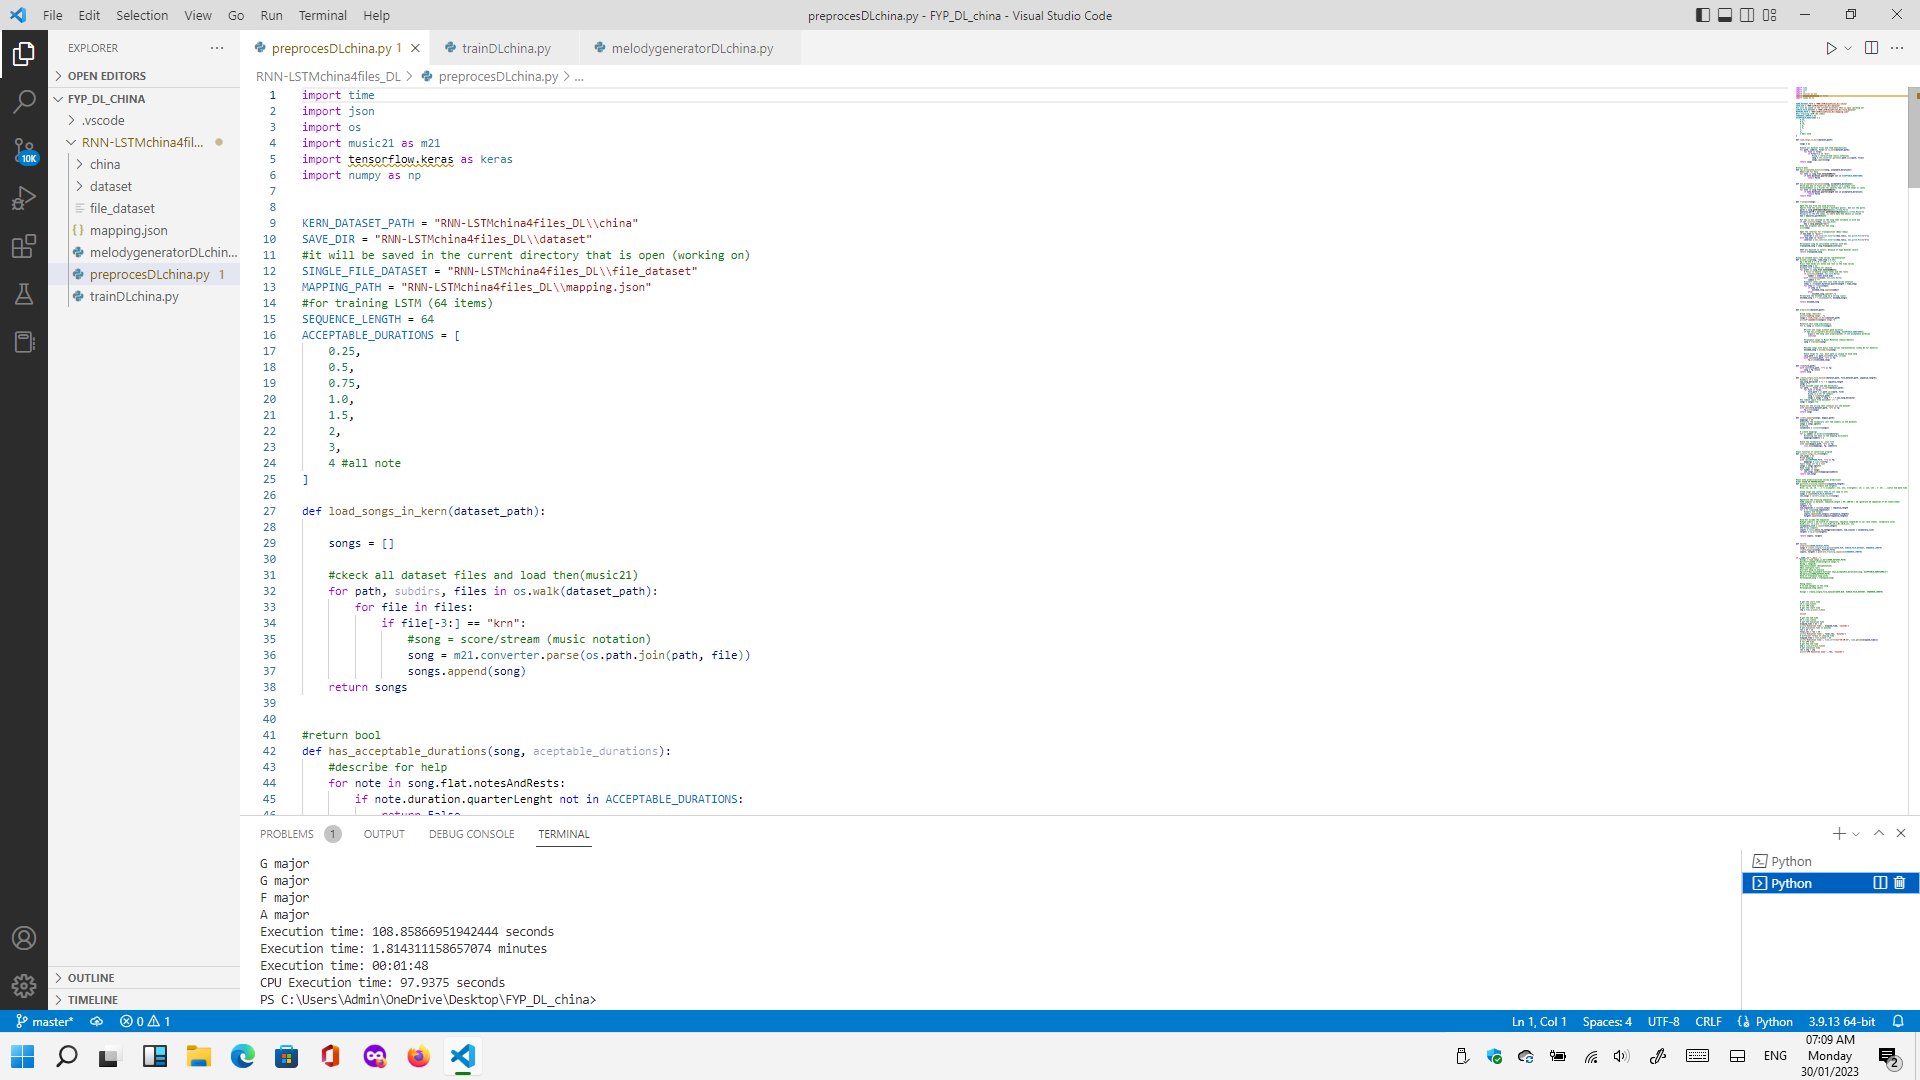 File Edit Selection View Go Run Terminal Help
preprocesDLchina.py - FYP_DL_china - Visual Studio Code
EXPLORER
OPEN EDITORS
FYP_DL_CHINA
.vscode
RNN-LSTMchina4fil...
china
dataset
file_dataset
mapping.json
melodygeneratorDLchin...
preprocesDLchina.py 1
trainDLchina.py
OUTLINE
TIMELINE
10K
preprocesDLchina.py 1
trainDLchina.py
melodygeneratorDLchina.py
RNN-LSTMchina4files_DL > preprocesDLchina.py > ...
1 import time
2 import json
3 import os
4 import music21 as m21
5 import tensorflow.keras as keras
6 import numpy as np
7
8
9 KERN_DATASET_PATH = "RNN-LSTMchina4files_DL\\china"
10 SAVE_DIR = "RNN-LSTMchina4files_DL\\dataset"
11 #it will be saved in the current directory that is open (working on)
12 SINGLE_FILE_DATASET = "RNN-LSTMchina4files_DL\\file_dataset"
13 MAPPING_PATH = "RNN-LSTMchina4files_DL\\mapping.json"
14 #for training LSTM (64 items)
15 SEQUENCE_LENGTH = 64
16 ACCEPTABLE_DURATIONS = [
17 0.25,
18 0.5,
19 0.75,
20 1.0,
21 1.5,
22 2,
23 3,
24 4 #all note
25 ]
26
27 def load_songs_in_kern(dataset_path):
28
29 songs = []
30
31 #ckeck all dataset files and load then(music21)
32 for path, subdirs, files in os.walk(dataset_path):
33 for file in files:
34 if file[-3:] == "krn":
35 #song = score/stream (music notation)
36 song = m21.converter.parse(os.path.join(path, file))
37 songs.append(song)
38 return songs
39
40
41 #return bool
42 def has_acceptable_durations(song, aceptable_durations):
43 #describe for help
44 for note in song.flat.notesAndRests:
45 if note.duration.quarterLenght not in ACCEPTABLE_DURATIONS:
46 return False
PROBLEMS 1 OUTPUT DEBUG CONSOLE TERMINAL
G major
G major
F major
A major
Execution time: 108.85866951942444 seconds
Execution time: 1.814311158657074 minutes
Execution time: 00:01:48
CPU Execution time: 97.9375 seconds
PS C:\Users\Admin\OneDrive\Desktop\FYP_DL_china>
Python
Python
master* 0 1
Ln 1, Col 1 Spaces: 4 UTF-8 CRLF Python 3.9.13 64-bit
ENG
07:09 AM
Monday
30/01/2023
2